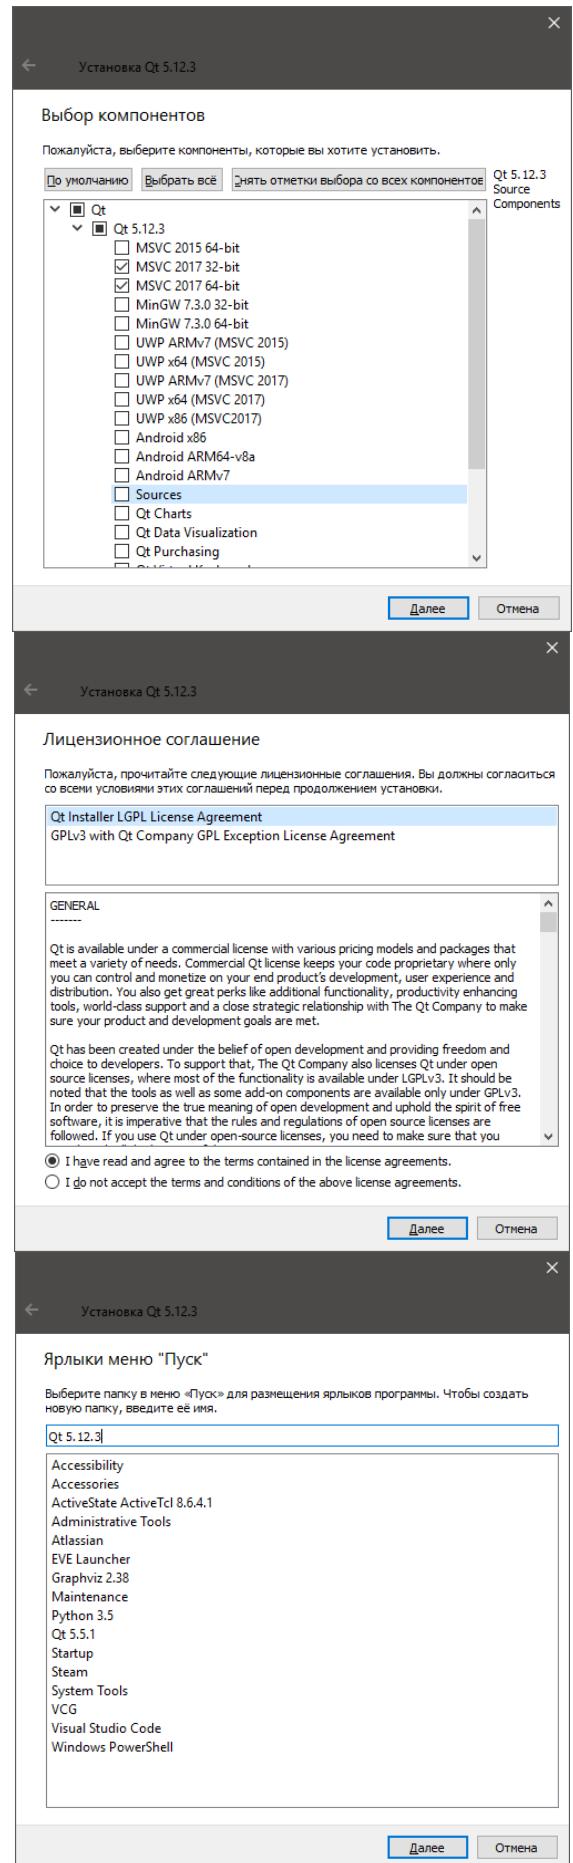 Установка Qt 5.12.3
Выбор компонентов
Пожалуйста, выберите компоненты, которые вы хотите установить.
По умолчанию Выбрать всё Снять отметки выбора со всех компонентов
Qt 5.12.3
Source
Components
Qt
Qt 5.12.3
MSVC 2015 64-bit
MSVC 2017 32-bit
MSVC 2017 64-bit
MinGW 7.3.0 32-bit
MinGW 7.3.0 64-bit
UWP ARMv7 (MSVC 2015)
UWP x64 (MSVC 2015)
UWP ARMv7 (MSVC 2017)
UWP x64 (MSVC 2017)
UWP x86 (MSVC2017)
Android x86
Android ARM64-v8a
Android ARMv7
Sources
Qt Charts
Qt Data Visualization
Qt Purchasing
Далее Отмена
Установка Qt 5.12.3
Лицензионное соглашение
Пожалуйста, прочитайте следующие лицензионные соглашения. Вы должны согласиться
со всеми условиями этих соглашений перед продолжением установки.
Qt Installer LGPL License Agreement
GPLv3 with Qt Company GPL Exception License Agreement
GENERAL
-------
Qt is available under a commercial license with various pricing models and packages that
meet a variety of needs. Commercial Qt license keeps your code proprietary where only
you can control and monetize on your end product's development, user experience and
distribution. You also get great perks like additional functionality, productivity enhancing
tools, world-class support and a close strategic relationship with The Qt Company to make
sure your product and development goals are met.
Qt has been created under the belief of open development and providing freedom and
choice to developers. To support that, The Qt Company also licenses Qt under open
source licenses, where most of the functionality is available under LGPLv3. It should be
noted that the tools as well as some add-on components are available only under GPLv3.
In order to preserve the true meaning of open development and uphold the spirit of free
software, it is imperative that the rules and regulations of open source licenses are
followed. If you use Qt under open-source licenses, you need to make sure that you
I have read and agree to the terms contained in the license agreements.
I do not accept the terms and conditions of the above license agreements.
Далее Отмена
Установка Qt 5.12.3
Ярлыки меню "Пуск"
Выберите папку в меню «Пуск» для размещения ярлыков программы. Чтобы создать
новую папку, введите её имя.
Qt 5.12.3
Accessibility
Accessories
ActiveState ActiveTcl 8.6.4.1
Administrative Tools
Atlassian
EVE Launcher
Graphviz 2.38
Maintenance
Python 3.5
Qt 5.5.1
Startup
Steam
System Tools
VCG
Visual Studio Code
Windows PowerShell
Далее Отмена